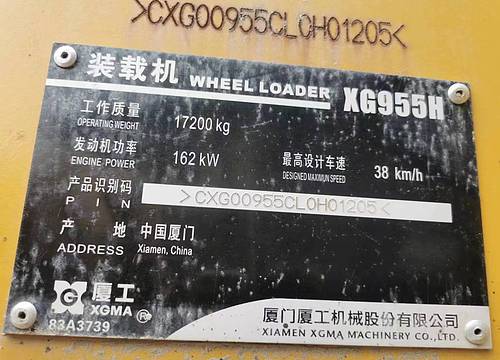 >CXG00955CL0H01205<
装载机 WHEEL LOADER XG955H
工作质量 17200 kg
OPERATING WEIGHT
发动机功率 162 kW 最高设计车速 38 km/h
ENGINE POWER DESIGNED MAXIMUN SPEED
产品识别码
PIN >CXG00955CL0H01205<
产地 中国厦门
ADDRESS Xiamen, China
厦工
XGMA ®
83A3739
厦门厦工机械股份有限公司
XIAMEN XGMA MACHINERY CO.,LTD.